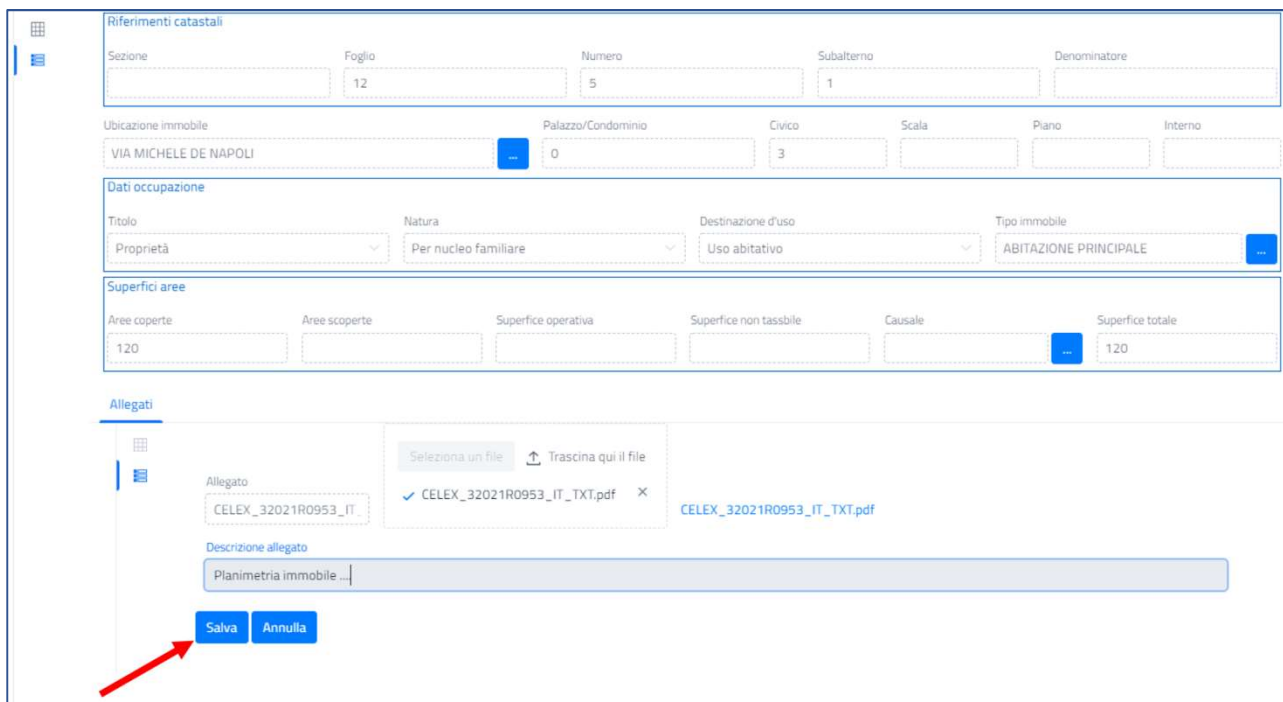 Riferimenti catastali
Sezione Foglio Numero Subalterno Denominatore
12 5 1
Ubicazione immobile Palazzo/Condominio Civico Scala Piano Interno
VIA MICHELE DE NAPOLI ... 0 3
Dati occupazione
Titolo Natura Destinazione d'uso Tipo immobile
Proprietà Per nucleo familiare Uso abitativo ABITAZIONE PRINCIPALE ...
Superfici aree
Aree coperte Aree scoperte Superfice operativa Superfice non tassbile Causale Superfice totale
120 ... 120
Allegati
Seleziona un file Trascina qui il file
Allegato
CELEX_32021R0953_IT_ CELEX_32021R0953_IT_TXT.pdf CELEX_32021R0953_IT_TXT.pdf
Descrizione allegato
Planimetria immobile ...
Salva Annulla